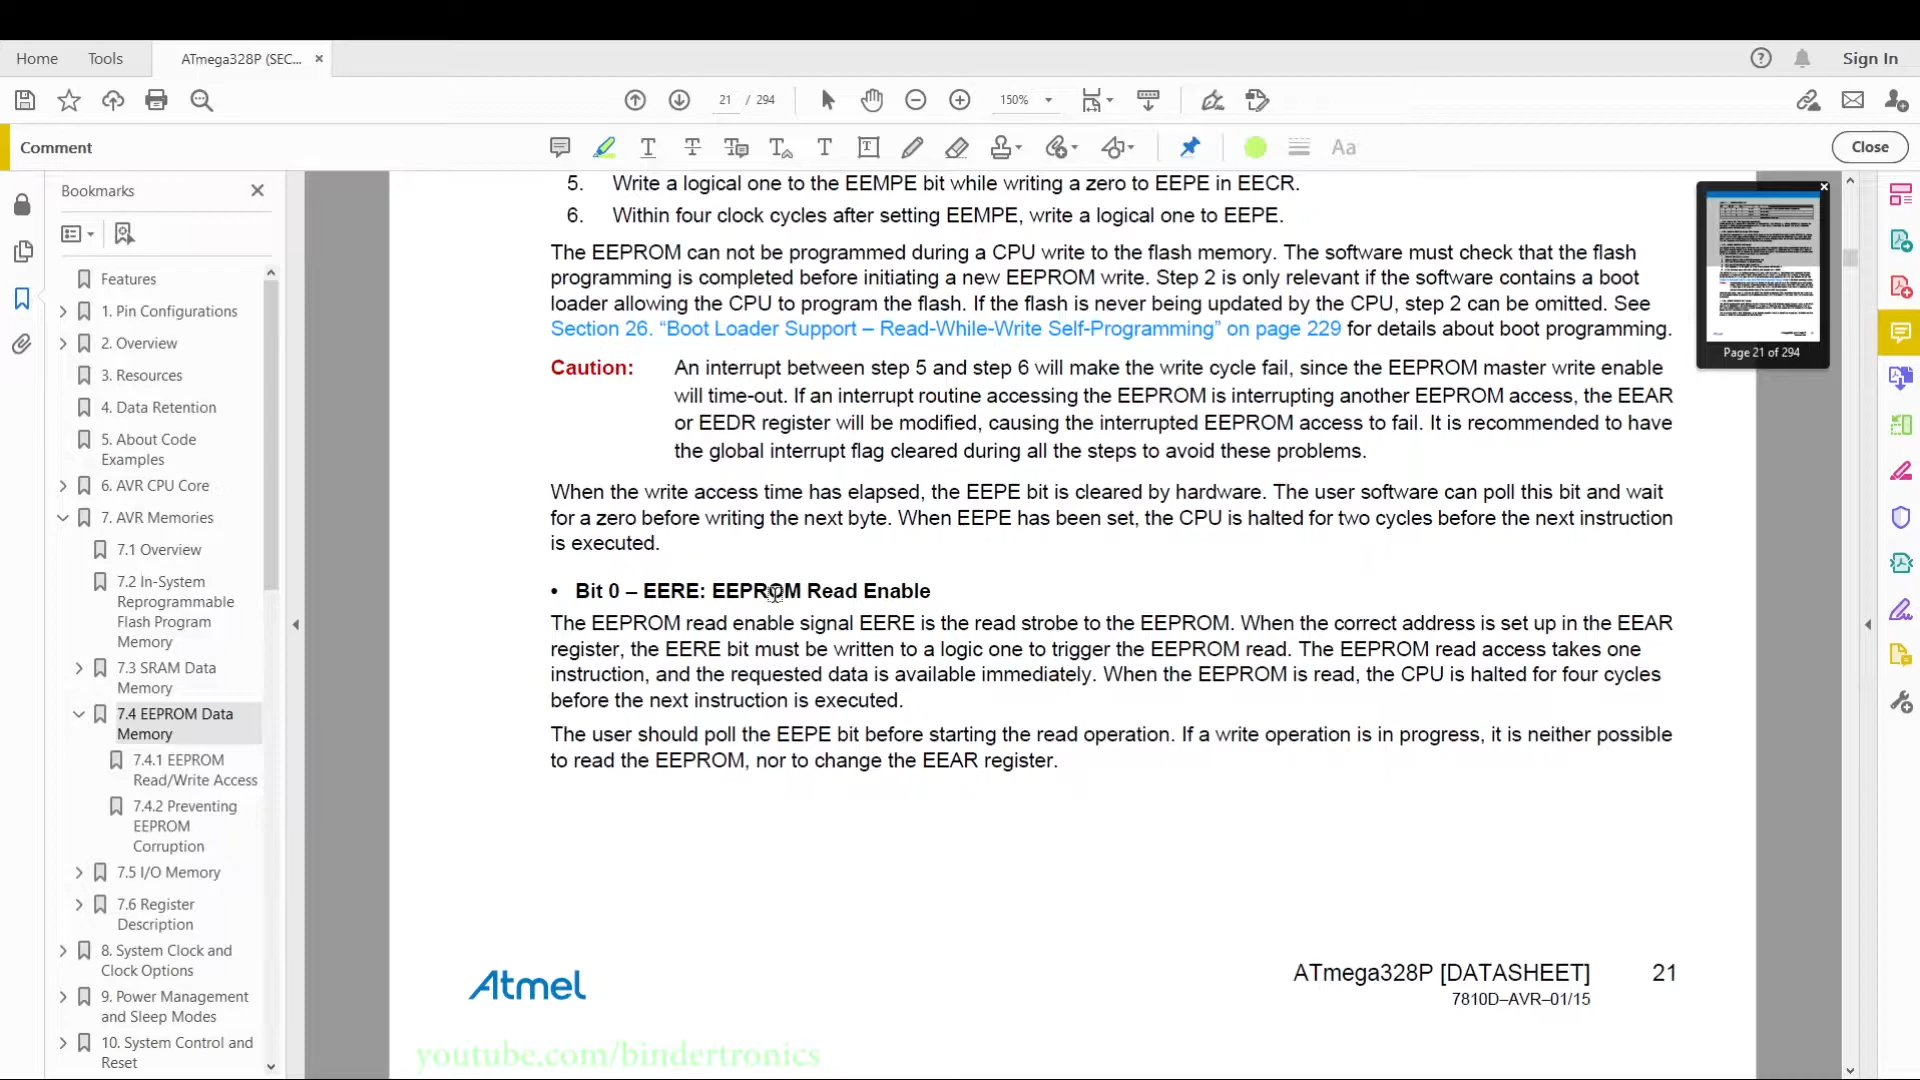 Home
Tools
ATmega328P (SEC...
Sign In
21 / 294
150%
Comment
Aa
Close
Bookmarks
Features
1. Pin Configurations
2. Overview
3. Resources
4. Data Retention
5. About Code
Examples
6. AVR CPU Core
7. AVR Memories
7.1 Overview
7.2 In-System
Reprogrammable
Flash Program
Memory
7.3 SRAM Data
Memory
7.4 EEPROM Data
Memory
7.4.1 EEPROM
Read/Write Access
7.4.2 Preventing
EEPROM
Corruption
7.5 I/O Memory
7.6 Register
Description
8. System Clock and
Clock Options
9. Power Management
and Sleep Modes
10. System Control and
Reset
5. Write a logical one to the EEMPE bit while writing a zero to EEPE in EECR.
6. Within four clock cycles after setting EEMPE, write a logical one to EEPE.
The EEPROM can not be programmed during a CPU write to the flash memory. The software must check that the flash
programming is completed before initiating a new EEPROM write. Step 2 is only relevant if the software contains a boot
loader allowing the CPU to program the flash. If the flash is never being updated by the CPU, step 2 can be omitted. See
Section 26. “Boot Loader Support – Read-While-Write Self-Programming” on page 229 for details about boot programming.
Caution: An interrupt between step 5 and step 6 will make the write cycle fail, since the EEPROM master write enable
will time-out. If an interrupt routine accessing the EEPROM is interrupting another EEPROM access, the EEAR
or EEDR register will be modified, causing the interrupted EEPROM access to fail. It is recommended to have
the global interrupt flag cleared during all the steps to avoid these problems.
When the write access time has elapsed, the EEPE bit is cleared by hardware. The user software can poll this bit and wait
for a zero before writing the next byte. When EEPE has been set, the CPU is halted for two cycles before the next instruction
is executed.
• Bit 0 – EERE: EEPROM Read Enable
The EEPROM read enable signal EERE is the read strobe to the EEPROM. When the correct address is set up in the EEAR
register, the EERE bit must be written to a logic one to trigger the EEPROM read. The EEPROM read access takes one
instruction, and the requested data is available immediately. When the EEPROM is read, the CPU is halted for four cycles
before the next instruction is executed.
The user should poll the EEPE bit before starting the read operation. If a write operation is in progress, it is neither possible
to read the EEPROM, nor to change the EEAR register.
Atmel
ATmega328P [DATASHEET] 21
7810D–AVR–01/15
youtube.com/bindertronics
Page 21 of 294